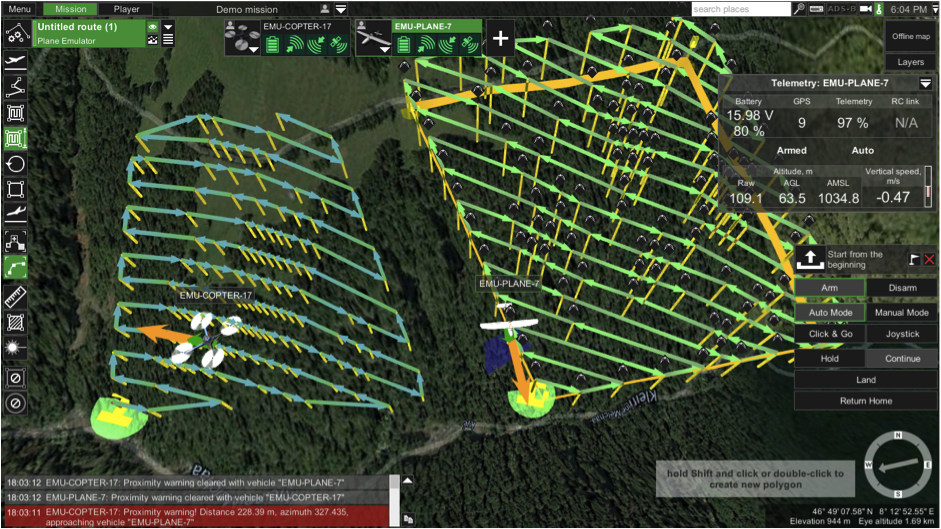 Menu
Mission
Player
Demo mission
search places
ADS-B
6:04 PM
Untitled route (1)
Plane Emulator
EMU-COPTER-17
EMU-PLANE-7
Offline map
Layers
Telemetry: EMU-PLANE-7
Battery
GPS
Telemetry
RC link
15.98 V
80 %
9
97 %
N/A
Armed
Auto
Altitude, m
Vertical speed, m/s
Raw
AGL
AMSL
109.1
63.5
1034.8
-0.47
Start from the
beginning
Arm
Disarm
Auto Mode
Manual Mode
Click & Go
Joystick
Hold
Continue
Land
Return Home
EMU-COPTER-17
EMU-PLANE-7
N
W
E
S
hold Shift and click or double-click to
create new polygon
18:03:12 EMU-COPTER-17: Proximity warning cleared with vehicle "EMU-PLANE-7"
18:03:12 EMU-PLANE-7: Proximity warning cleared with vehicle "EMU-COPTER-17"
18:03:11 EMU-COPTER-17: Proximity warning! Distance 228.39 m, azimuth 327.435,
approaching vehicle "EMU-PLANE-7"
46° 49' 07.58" N 8° 12' 52.55" E
Elevation 944 m Eye altitude 1.69 km